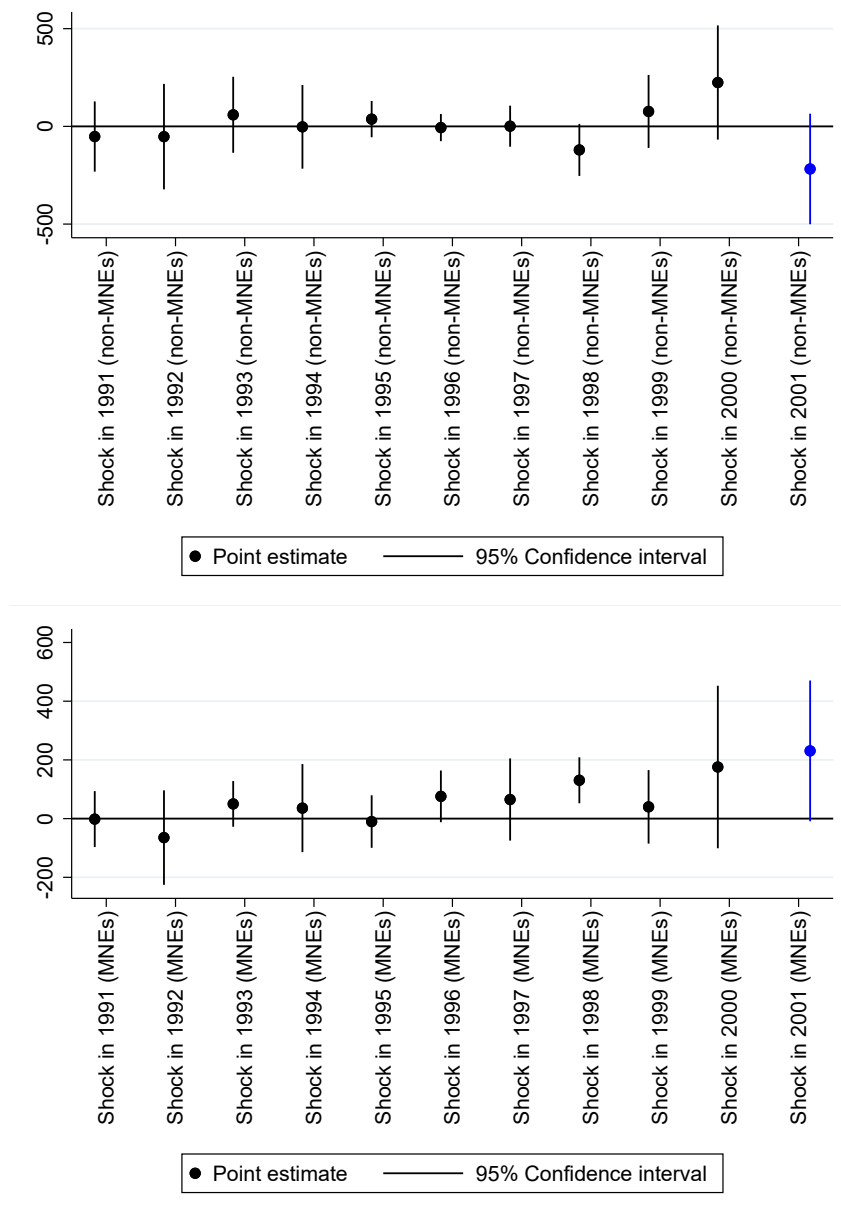 500
0
-500
Shock in 1991 (non-MNEs)
Shock in 1992 (non-MNEs)
Shock in 1993 (non-MNEs)
Shock in 1994 (non-MNEs)
Shock in 1995 (non-MNEs)
Shock in 1996 (non-MNEs)
Shock in 1997 (non-MNEs)
Shock in 1998 (non-MNEs)
Shock in 1999 (non-MNEs)
Shock in 2000 (non-MNEs)
Shock in 2001 (non-MNEs)
Point estimate 95% Confidence interval
600
400
200
0
-200
Shock in 1991 (MNEs)
Shock in 1992 (MNEs)
Shock in 1993 (MNEs)
Shock in 1994 (MNEs)
Shock in 1995 (MNEs)
Shock in 1996 (MNEs)
Shock in 1997 (MNEs)
Shock in 1998 (MNEs)
Shock in 1999 (MNEs)
Shock in 2000 (MNEs)
Shock in 2001 (MNEs)
Point estimate 95% Confidence interval